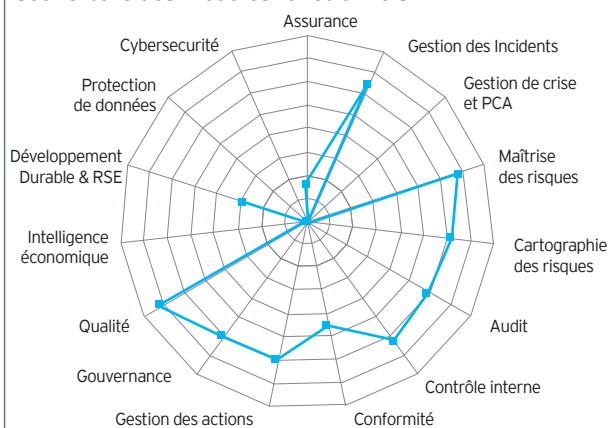 Assurance
Gestion des Incidents
Gestion de crise
et PCA
Maîtrise
des risques
Cartographie
des risques
Audit
Contrôle interne
Conformité
Gestion des actions
Gouvernance
Qualité
Intelligence
économique
Développement
Durable & RSE
Protection
de données
Cybersecurité